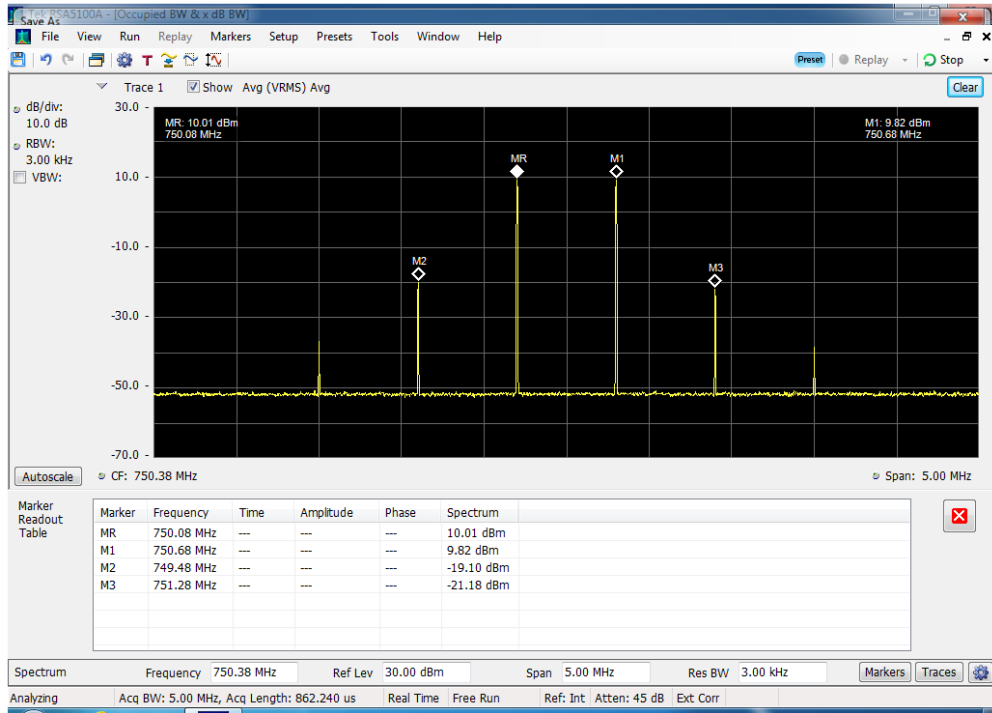 Tek RSA5100A - [Occupied BW & x dB BW]
Save As
File View Run Replay Markers Setup Presets Tools Window Help
T Preset Replay Stop
Trace 1 Show Avg (VRMS) Avg Clear
dB/div:
10.0 dB
RBW:
3.00 kHz
VBW:
30.0 -
10.0 -
-10.0 -
-30.0 -
-50.0 -
-70.0 -
MR: 10.01 dBm
750.08 MHz
M1: 9.82 dBm
750.68 MHz
MR
M1
M2
M3
Autoscale CF: 750.38 MHz Span: 5.00 MHz
Marker
Readout
Table
Marker Frequency Time Amplitude Phase Spectrum
MR 750.08 MHz --- --- --- 10.01 dBm
M1 750.68 MHz --- --- --- 9.82 dBm
M2 749.48 MHz --- --- --- -19.10 dBm
M3 751.28 MHz --- --- --- -21.18 dBm
Spectrum Frequency 750.38 MHz Ref Lev 30.00 dBm Span 5.00 MHz Res BW 3.00 kHz Markers Traces
Analyzing Acq BW: 5.00 MHz, Acq Length: 862.240 us Real Time Free Run Ref: Int Atten: 45 dB Ext Corr